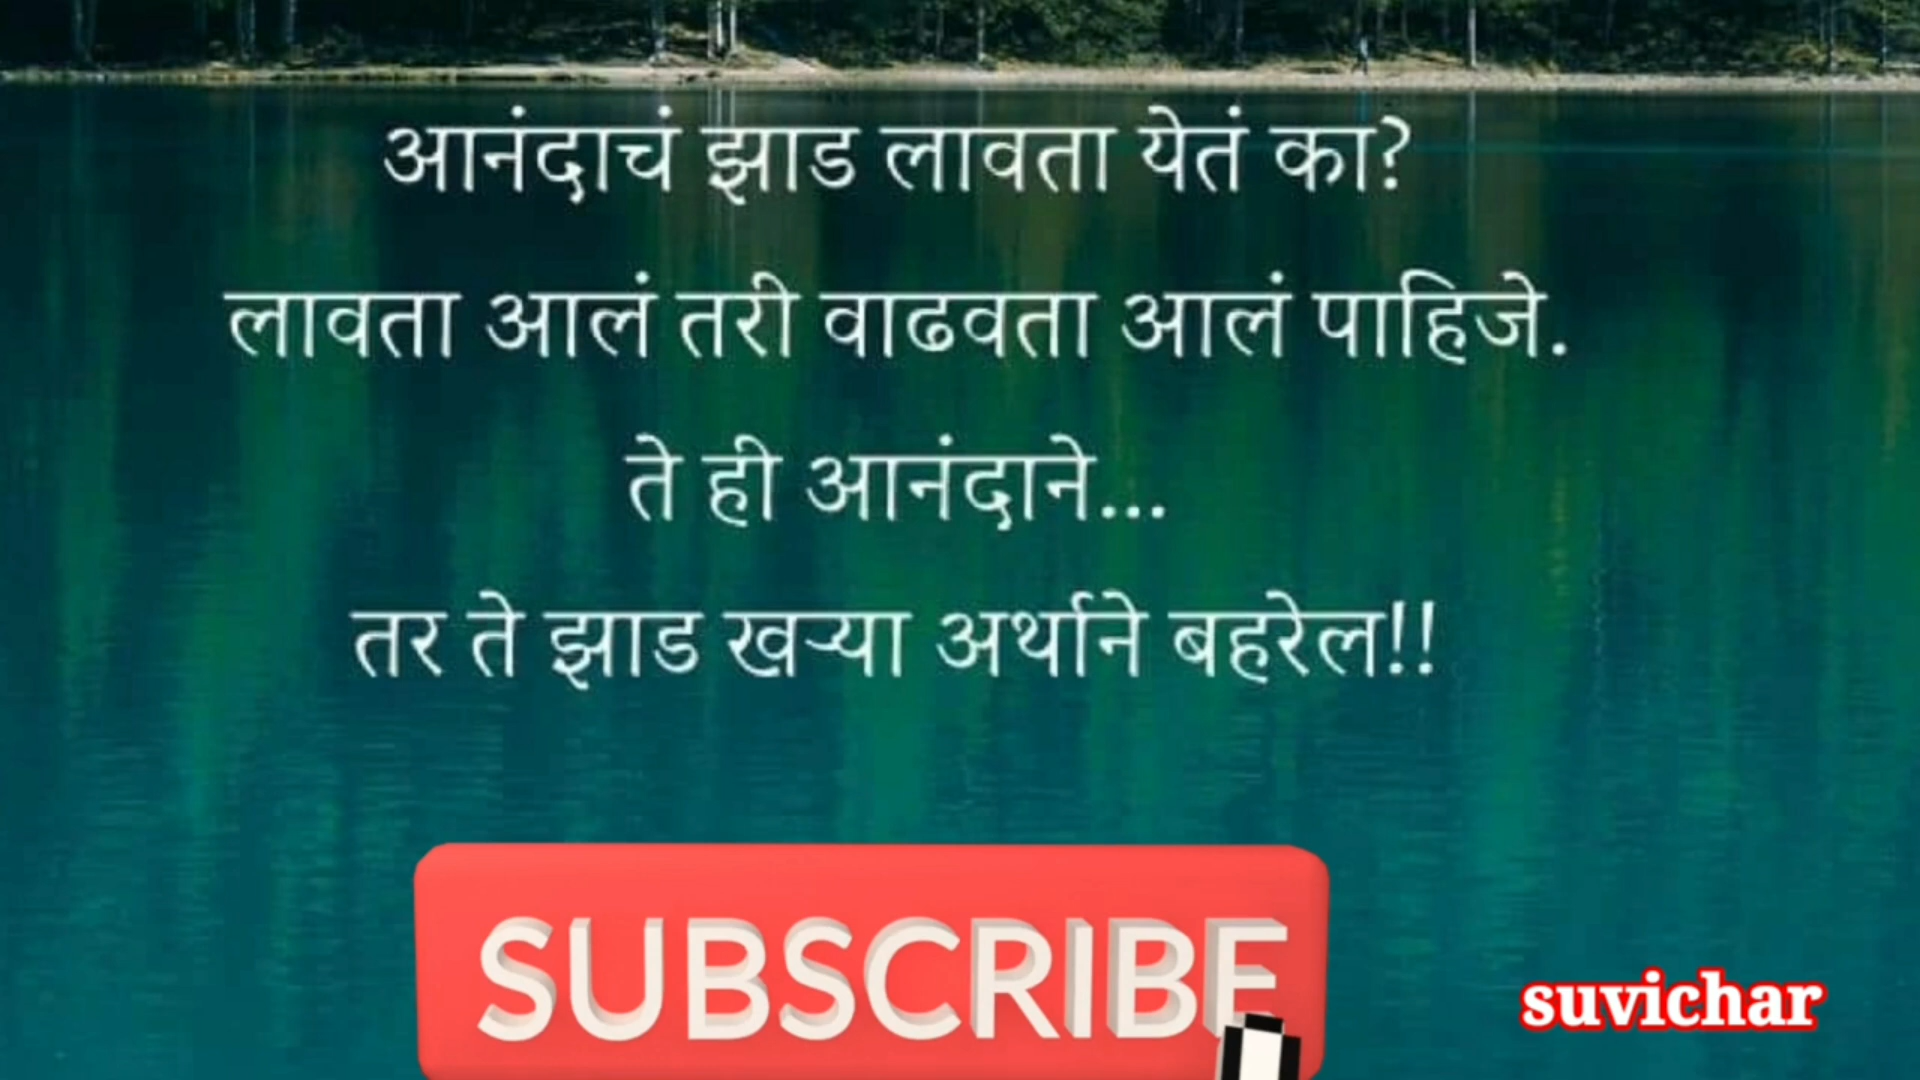 आनंदाचं झाड लावता येतं का?
लावता आलं तरी वाढवता आलं पाहिजे.
ते ही आनंदाने...
तर ते झाड खऱ्या अर्थाने बहरेल!!
SUBSCRIBE
suvichar